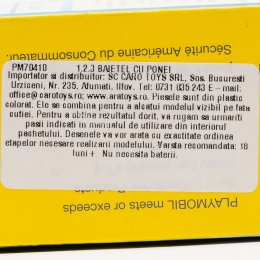 Sécurité Américaine du Consommateur.
PM70410 1.2.3 BAIETEL CU PONEI
Importator si distribuitor: SC CARO TOYS SRL, Sos. Bucuresti
Urziceni, Nr. 235, Afumati, Ilfov. Tel: 0731 035 243 E - mail:
office@carotoys.ro, www.aratoys.ro. Piesele sunt din plastic
colorat. Ele se combina pentru a alcatui modelul vizibil pe fata
cutiei. Pentru a obtine rezultatul dorit, va rugam sa urmariti
pasii indicati in manualul de utilizare din interiorul
pachetului. Desenele va vor arata cu exactitate ordinea
etapelor necesare realizarii modelului. Varsta recomandata: 18
luni + Nu necesita baterii.
PLAYMOBIL meets or exceeds